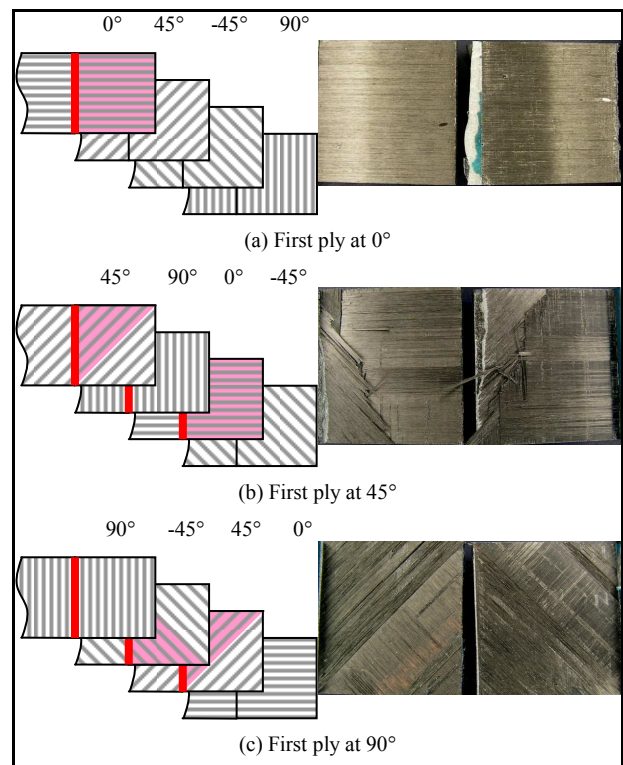 0° 45° -45° 90°
(a) First ply at 0°
45° 90° 0° -45°
(b) First ply at 45°
90° -45° 45° 0°
(c) First ply at 90°